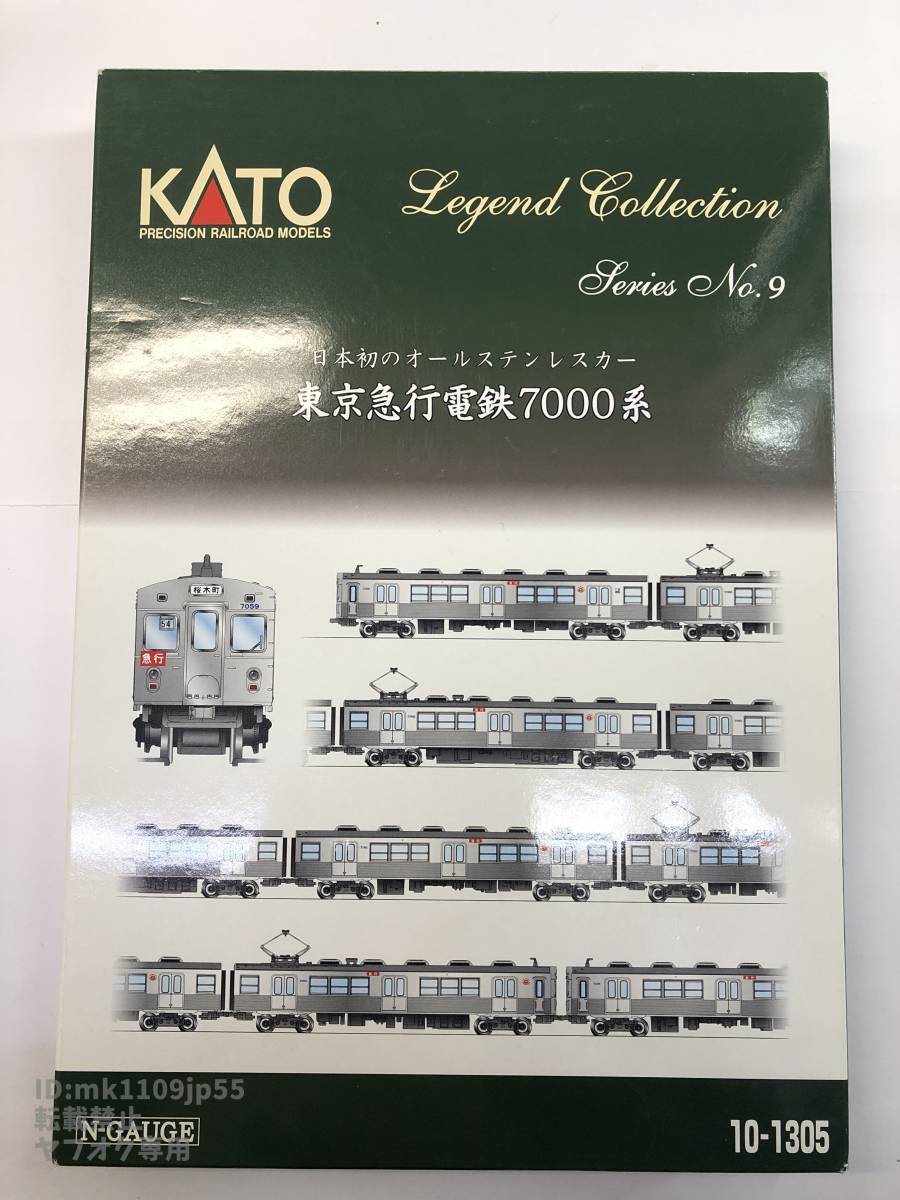 KATO
PRECISION RAILROAD MODELS
Legend Collection
Series No.9
日本初のオールステンレスカー
東京急行電鉄7000系
桜木町
7059
54
急行
ID:mk1109jp55
転載禁止
ヤフオク専用
N-GAUGE
10-1305